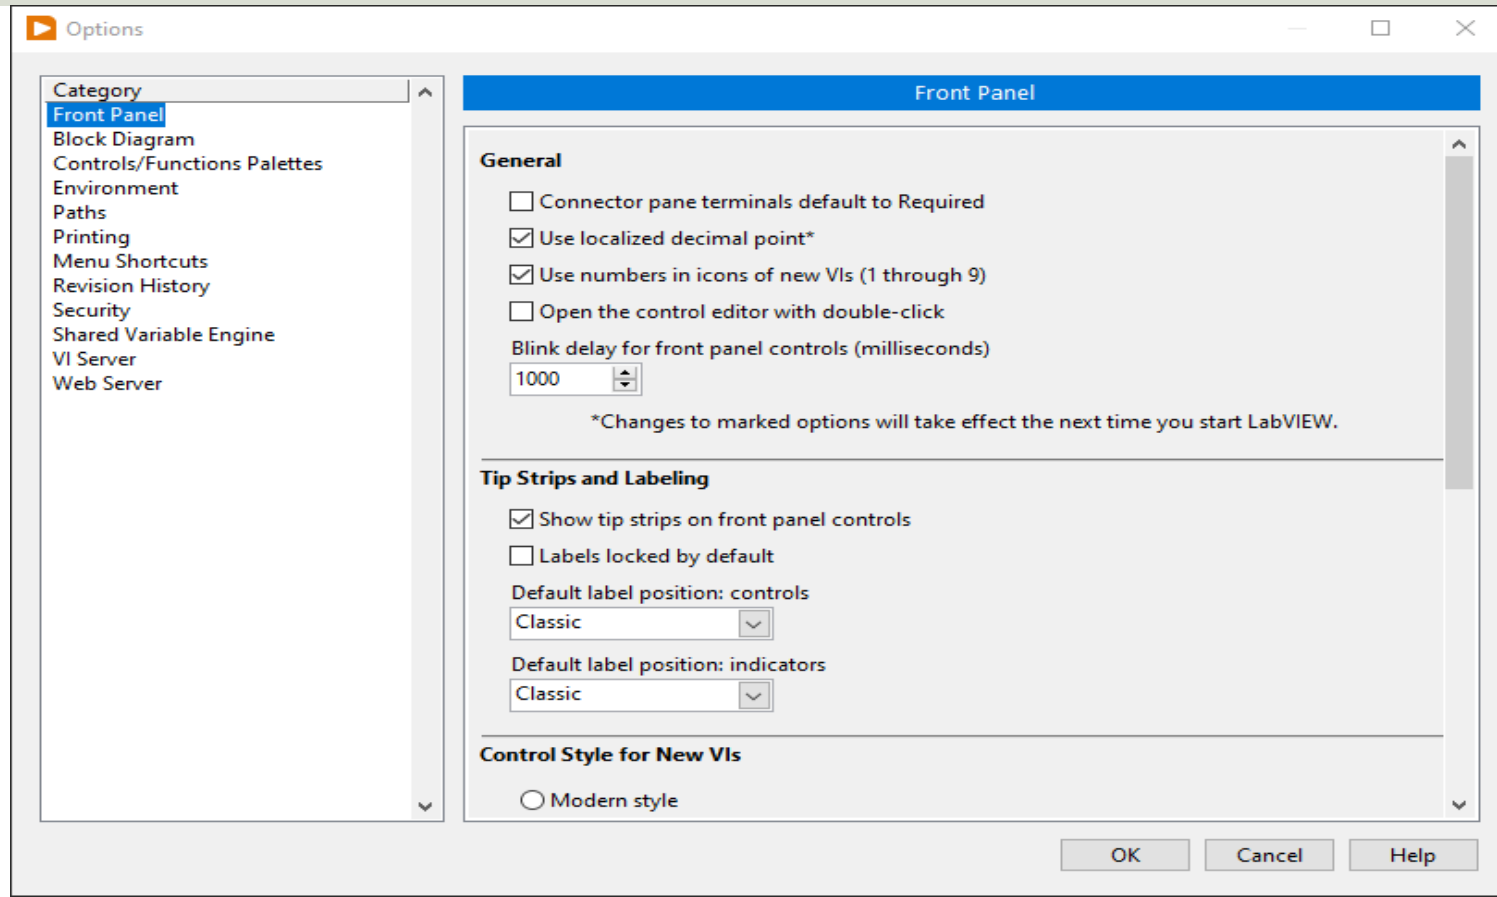 Options
Category
Front Panel
Block Diagram
Controls/Functions Palettes
Environment
Paths
Printing
Menu Shortcuts
Revision History
Security
Shared Variable Engine
VI Server
Web Server
Front Panel
General
Connector pane terminals default to Required
Use localized decimal point*
Use numbers in icons of new VIs (1 through 9)
Open the control editor with double-click
Blink delay for front panel controls (milliseconds)
1000
*Changes to marked options will take effect the next time you start LabVIEW.
Tip Strips and Labeling
Show tip strips on front panel controls
Labels locked by default
Default label position: controls
Classic
Default label position: indicators
Classic
Control Style for New VIs
Modern style
OK Cancel Help